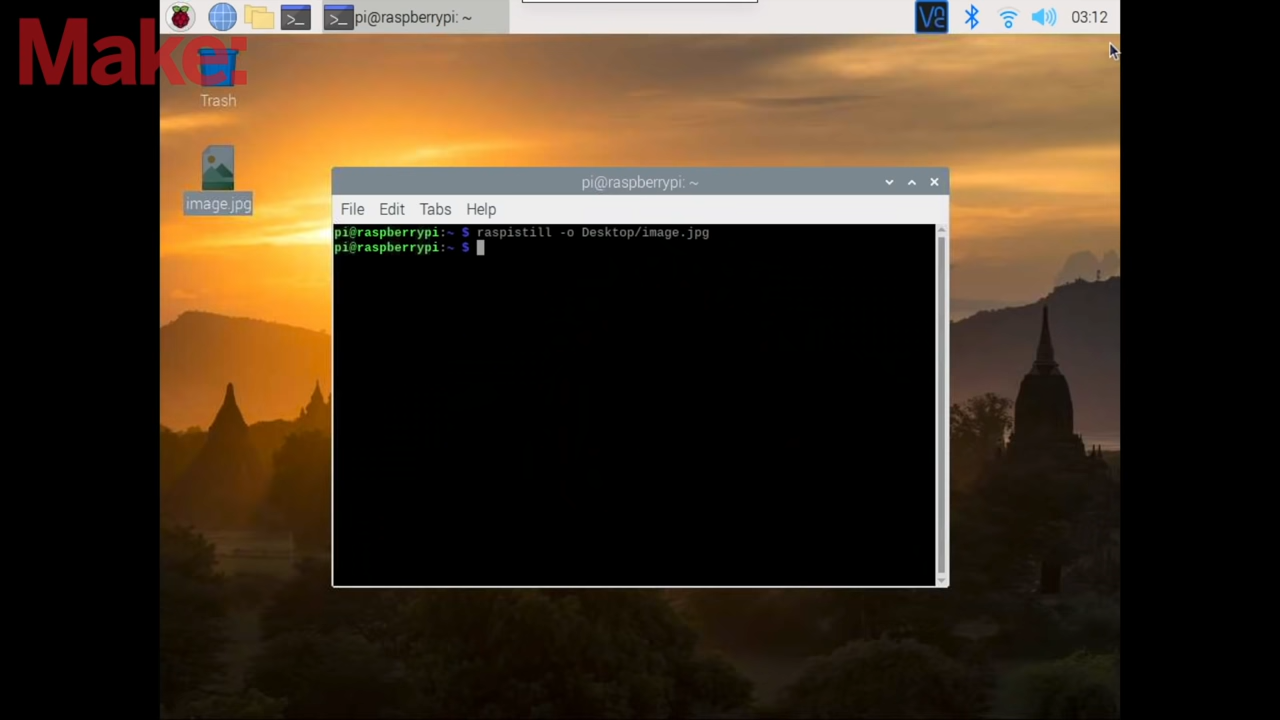 Make:
pi@raspberrypi: ~
VNC
03:12
Trash
image.jpg
pi@raspberrypi: ~
File Edit Tabs Help
pi@raspberrypi:~ $ raspistill -o Desktop/image.jpg
pi@raspberrypi:~ $